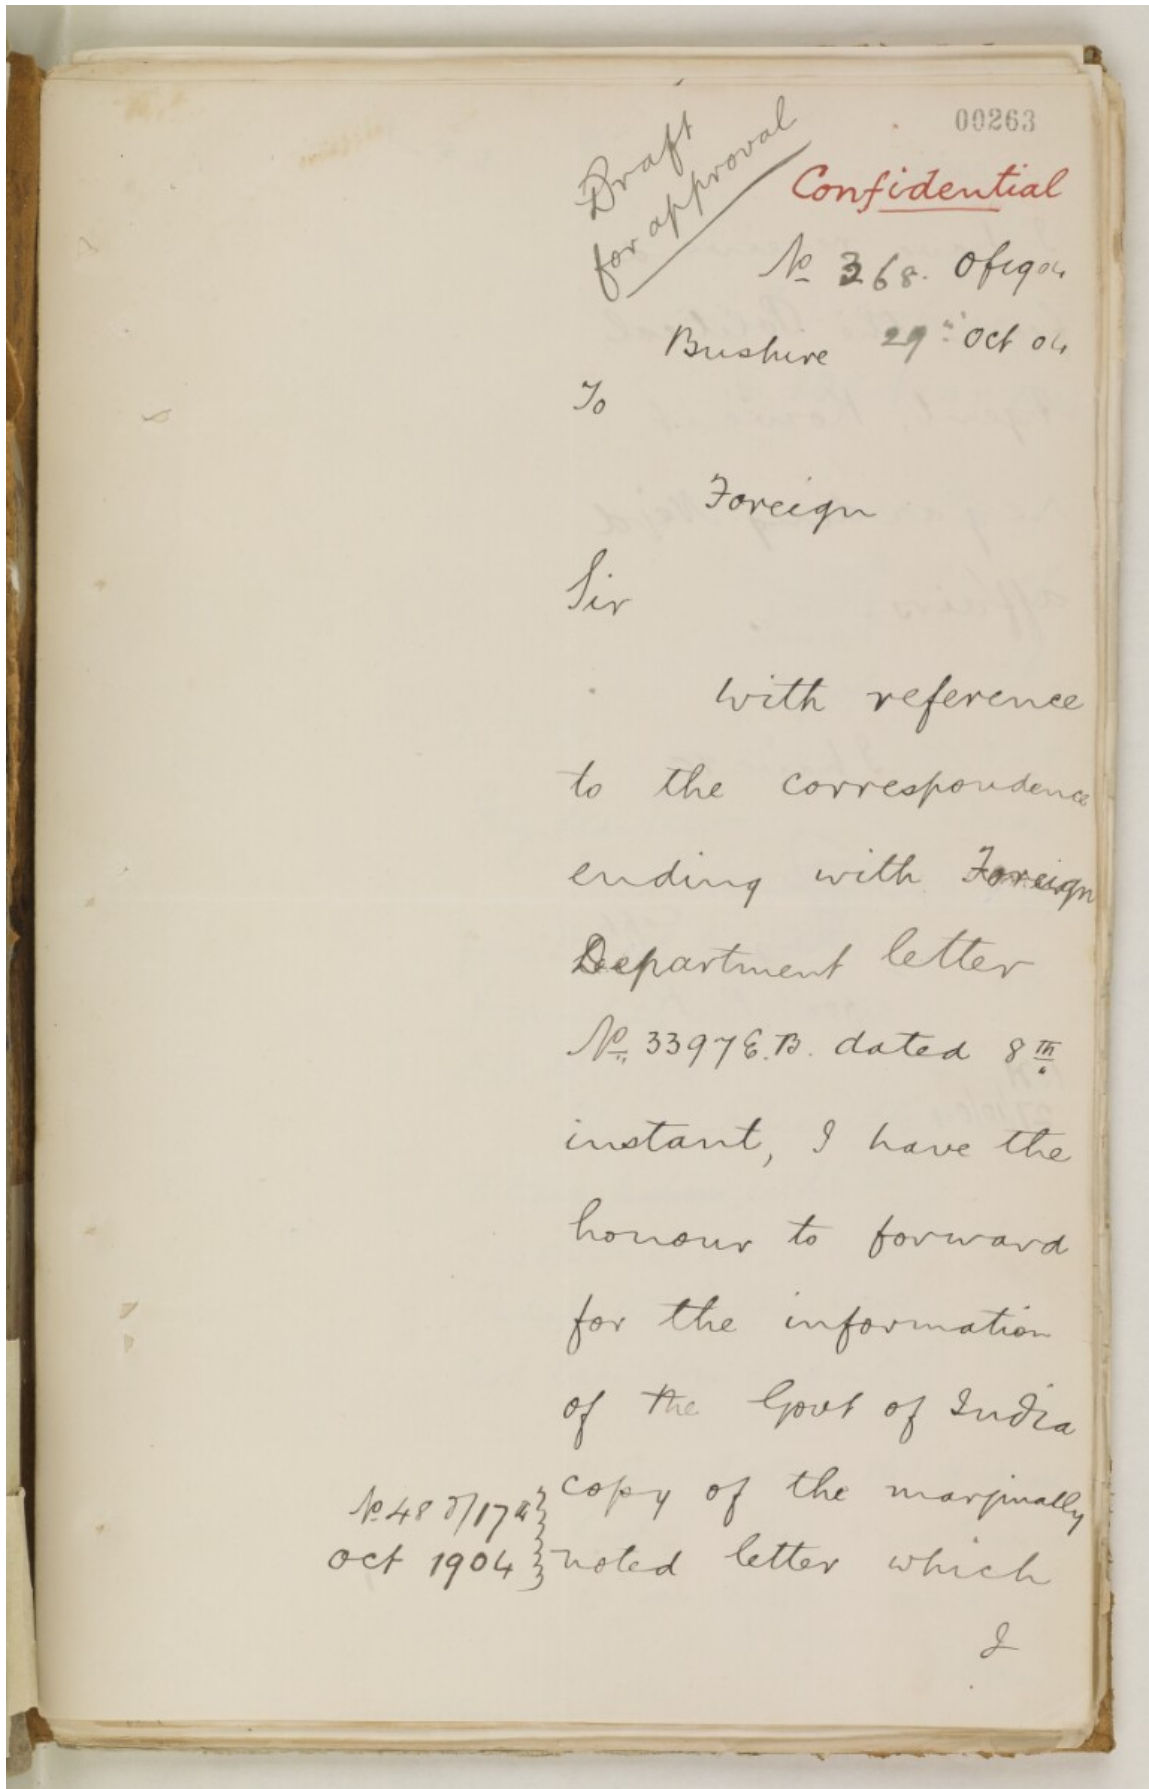 00263
Draft
for approval
Confidential
No 368. Of 1904
Bushire 29th Oct 04
To
Foreign
Sir
With reference
to the correspondence
ending with Foreign
Department letter
No. 3397 E.B. dated 8th
instant, I have the
honour to forward
for the information
of the Govt of India
copy of the marginally
No 48 d/17th
Oct 1904
noted letter which
I